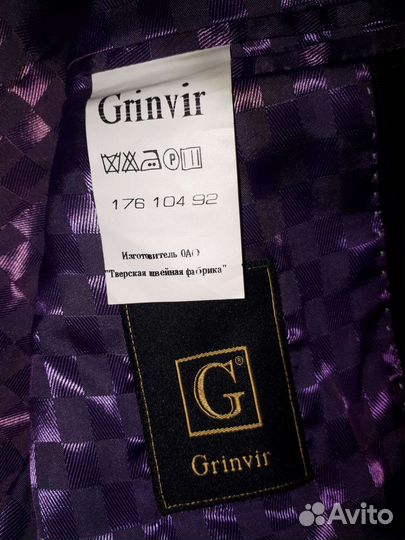 Grinvir
P
176 104 92
Изготовитель ОАО
"Тверская швейная фабрика"
G®
Grinvir
Avito